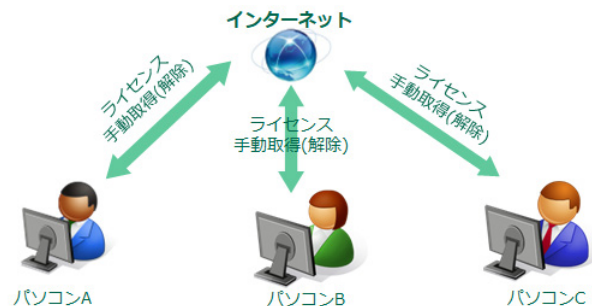 インターネット
ライセンス
手動取得(解除)
ライセンス
手動取得(解除)
ライセンス
手動取得(解除)
パソコンA
パソコンB
パソコンC